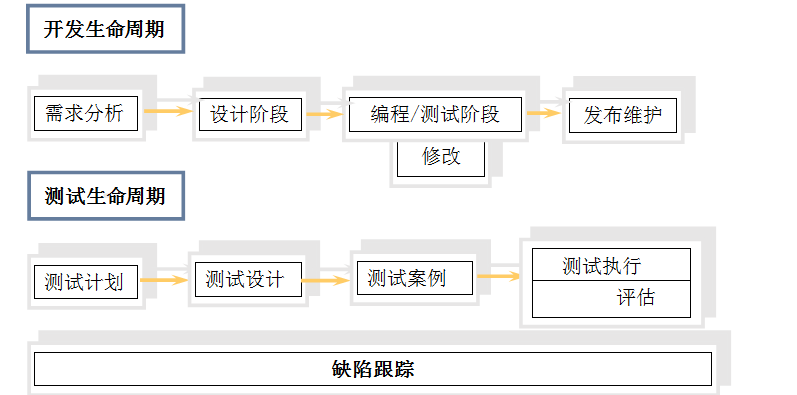 开发生命周期
需求分析
设计阶段
编程/测试阶段
发布维护
修改
测试生命周期
测试计划
测试设计
测试案例
测试执行
评估
缺陷跟踪